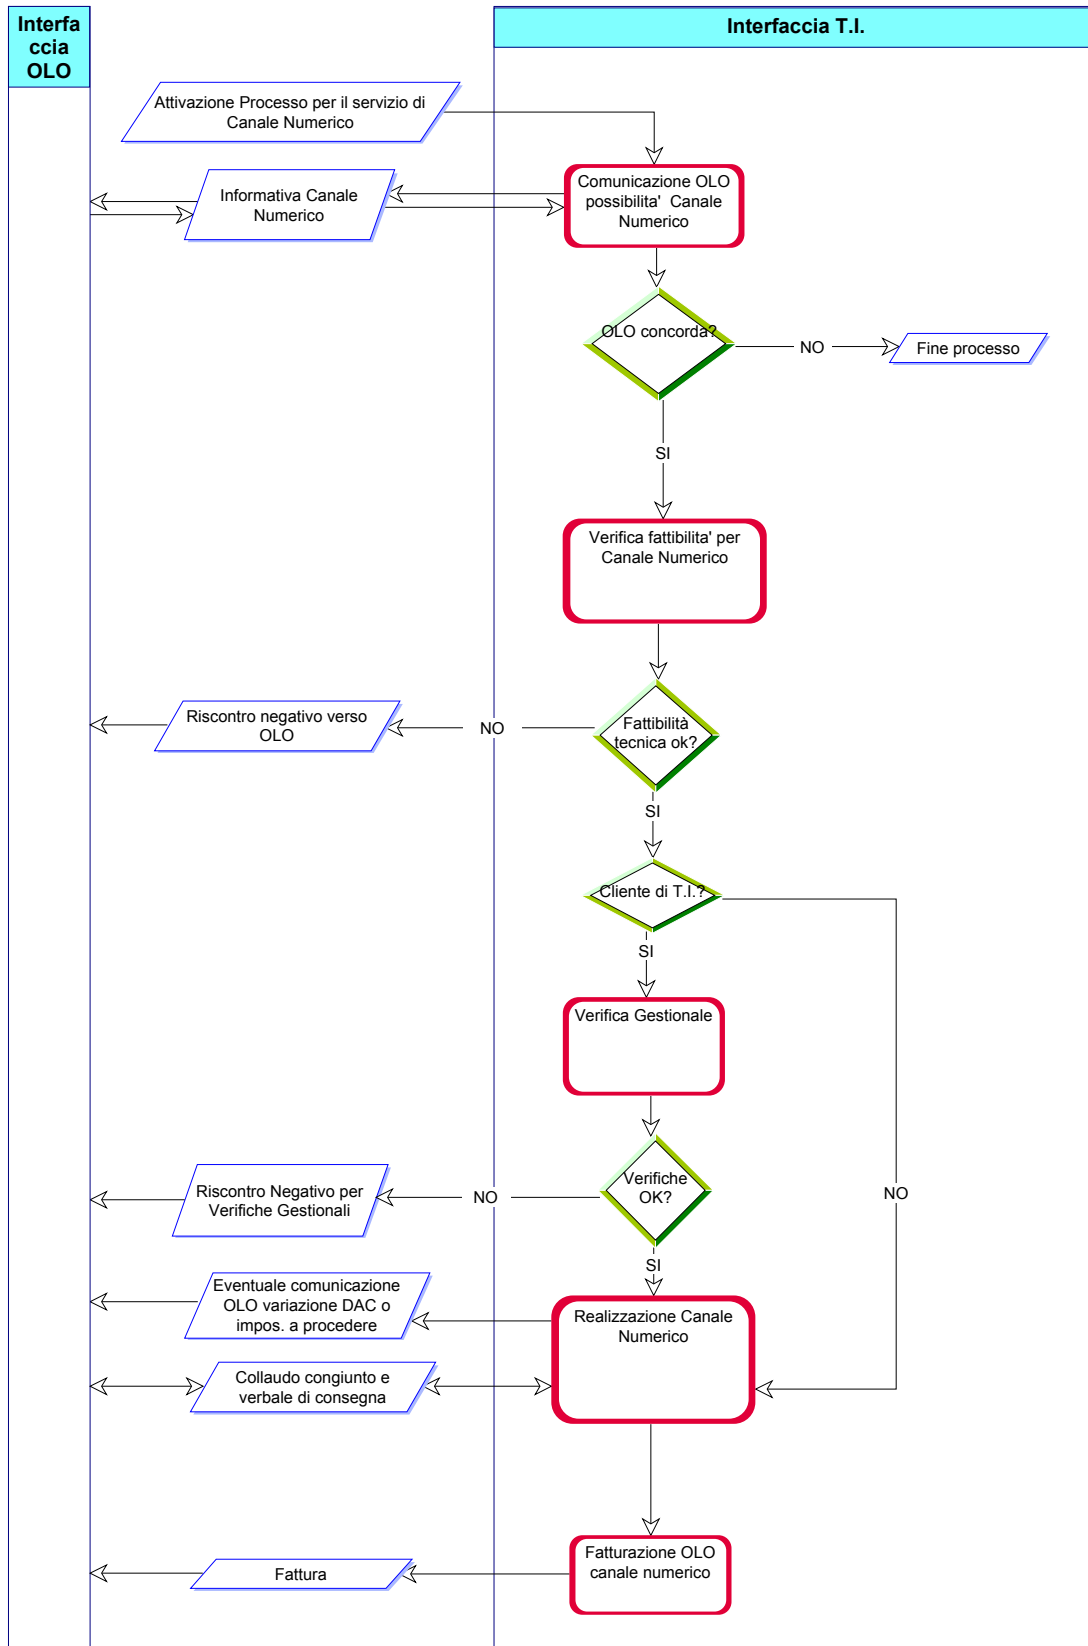 Interfa
ccia
OLO
Interfaccia T.I.
Attivazione Processo per il servizio di
Canale Numerico
Informativa Canale
Numerico
Comunicazione OLO
possibilita' Canale
Numerico
OLO concorda?
NO
Fine processo
SI
Verifica fattibilita' per
Canale Numerico
Riscontro negativo verso
OLO
NO
Fattibilità
tecnica ok?
SI
Cliente di T.I.?
SI
Verifica Gestionale
Riscontro Negativo per
Verifiche Gestionali
NO
Verifiche
OK?
NO
SI
Eventuale comunicazione
OLO variazione DAC o
impos. a procedere
Realizzazione Canale
Numerico
Collaudo congiunto e
verbale di consegna
Fatturazione OLO
canale numerico
Fattura